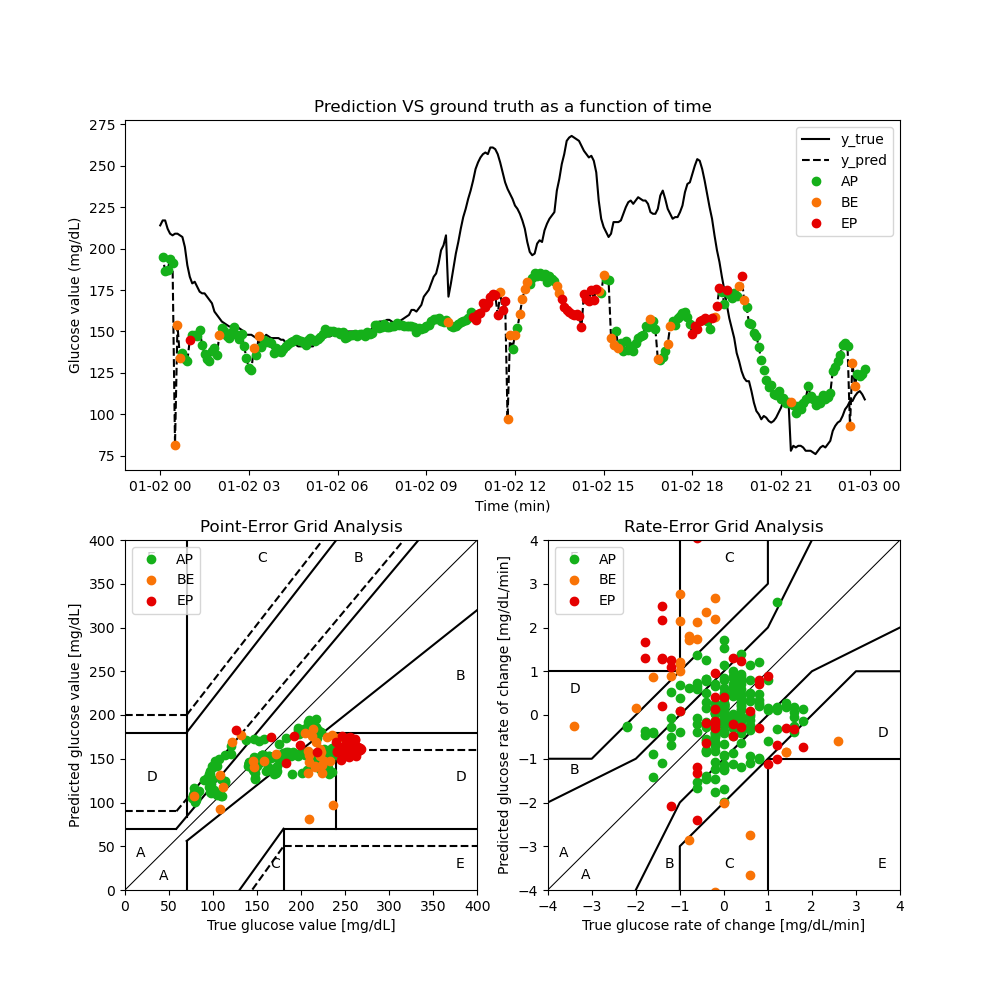 Prediction VS ground truth as a function of time
275
250
225
200
175
150
125
100
75
Glucose value (mg/dL)
y_true
y_pred
AP
BE
EP
01-02 00 01-02 03 01-02 06 01-02 09 01-02 12 01-02 15 01-02 18 01-02 21 01-03 00
Time (min)
Point-Error Grid Analysis
400
350
300
250
200
150
100
50
0
Predicted glucose value [mg/dl]
AP
BE
EP
C
B
B
D
D
A
A
C
E
0 50 100 150 200 250 300 350 400
True glucose value [mg/dL]
Rate-Error Grid Analysis
4
3
2
1
0
−1
−2
−3
−4
Predicted glucose rate of change [mg/dL/min]
AP
BE
EP
C
D
D
B
A
A
B
C
E
−4 −3 −2 −1 0 1 2 3 4
True glucose rate of change [mg/dL/min]